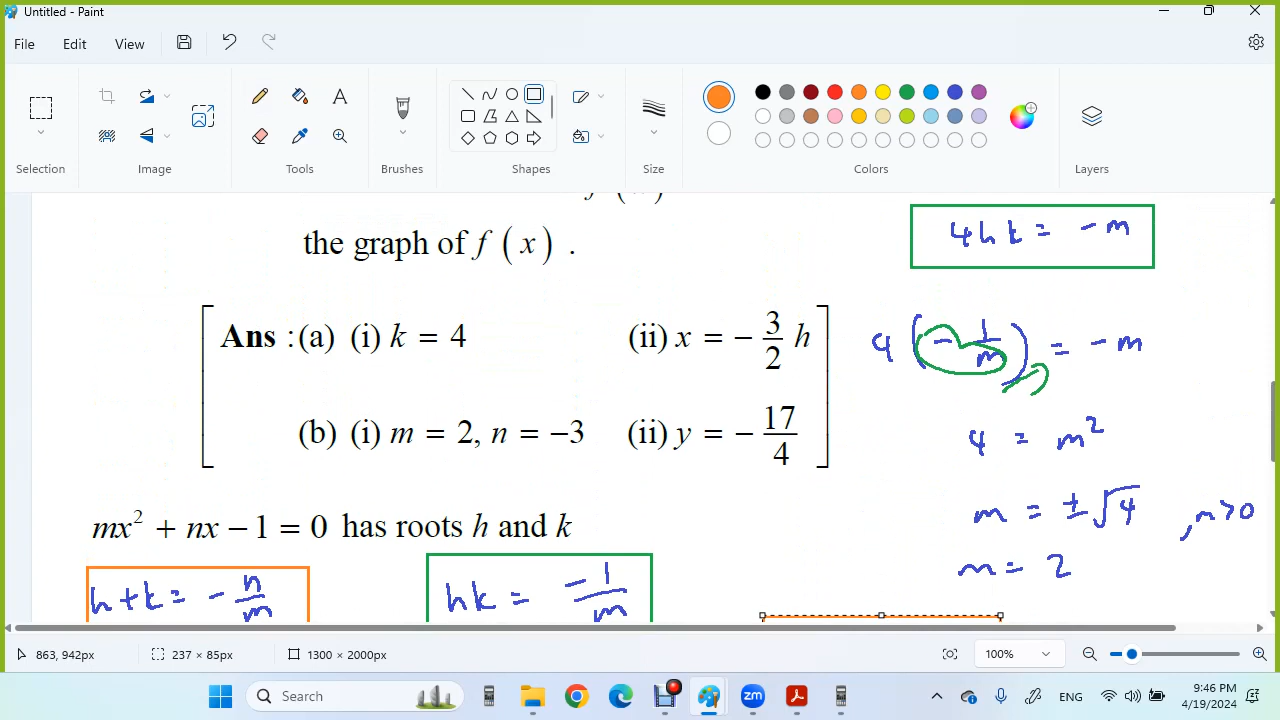 Untitled - Paint
File Edit View
Selection Image Tools Brushes Shapes Size Colors Layers
the graph of f ( x ) .
4hk = -m
Ans : (a) (i) k = 4 (ii) x = - 3/2 h
4 ( - 1/m ) = -m
(b) (i) m = 2, n = −3 (ii) y = - 17/4
4 = m²
m = ±√4 , m>0
mx² + nx − 1 = 0 has roots h and k
m = 2
h+k = - n/m hk = -1/m
863, 942px 237 × 85px 1300 × 2000px 100%
Search ENG 9:46 PM
4/19/2024